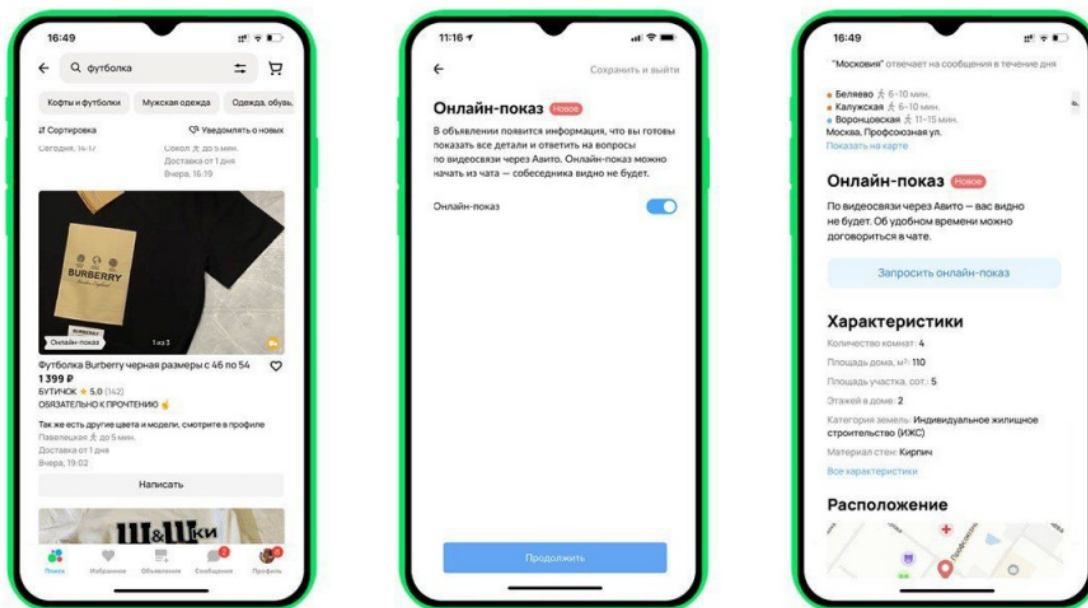 16:49
футболка
Кофты и футболки
Мужская одежда
Одежда, обувь,
Сортировка
Уведомлять о новых
Сегодня, 14:17
Сокол до 5 мин.
Доставка от 1 дня
Вчера, 16:19
BURBERRY
BURBERRY
Онлайн-показ
1 из 3
Футболка Burberry черная размеры с 46 по 54
1 399 ₽
БУТИЧОК ★ 5,0 (142)
ОБЯЗАТЕЛЬНО К ПРОЧТЕНИЮ ☝
Так же есть другие цвета и модели, смотрите в профиле
Павелецкая до 5 мин.
Доставка от 1 дня
Вчера, 19:02
Написать
Ш&Шки
2
8
Поиск
Избранное
Объявления
Сообщения
Профиль
11:16
Сохранить и выйти
Онлайн-показ Новое
В объявлении появится информация, что вы готовы
показать все детали и ответить на вопросы
по видеосвязи через Авито. Онлайн-показ можно
начать из чата — собеседника видно не будет.
Онлайн-показ
Продолжить
16:49
"Московия" отвечает на сообщения в течение дня
Беляево 6–10 мин.
Калужская 6–10 мин.
Воронцовская 11–15 мин.
Москва, Профсоюзная ул.
Показать на карте
Онлайн-показ Новое
По видеосвязи через Авито — вас видно
не будет. Об удобном времени можно
договориться в чате.
Запросить онлайн-показ
Характеристики
Количество комнат: 4
Площадь дома, м²: 110
Площадь участка, сот.: 5
Этажей в доме: 2
Категория земель: Индивидуальное жилищное
строительство (ИЖС)
Материал стен: Кирпич
Все характеристики
Расположение